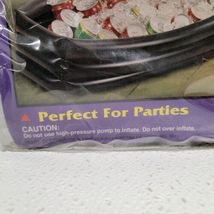 Perfect For Parties
CAUTION:
Do not use high-pressure pump to inflate. Do not over inflate.